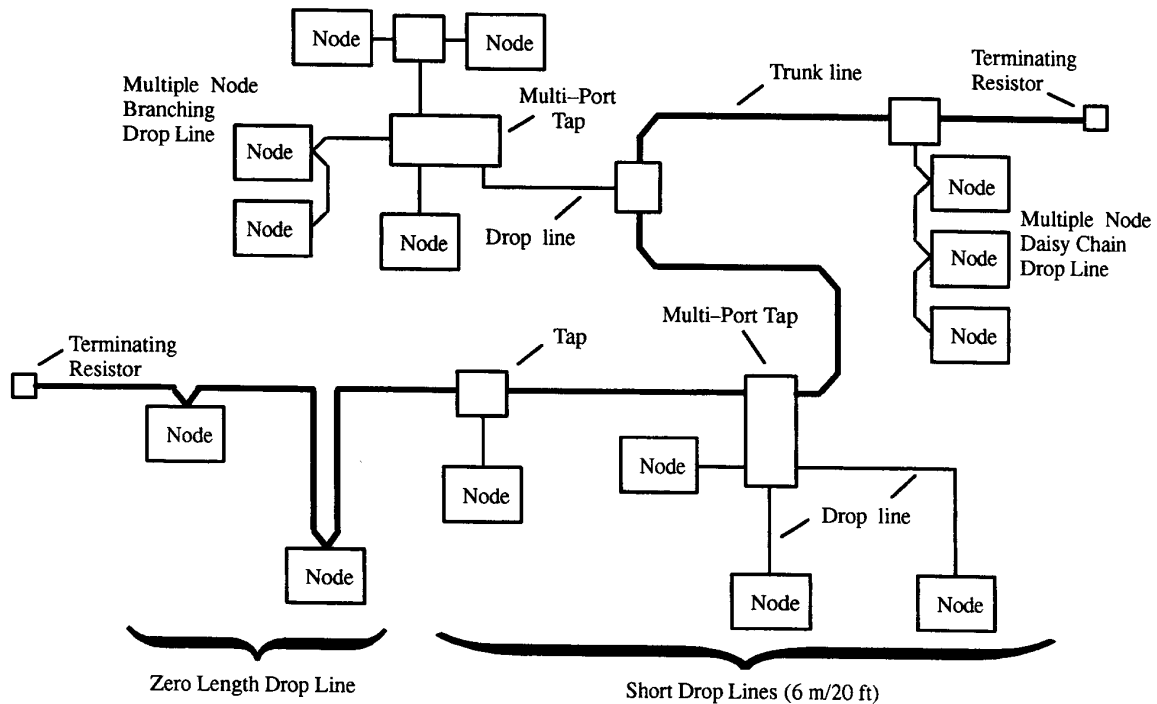 Node
Node
Multiple Node
Branching
Drop Line
Multi–Port
Tap
Trunk line
Terminating
Resistor
Node
Node
Node
Drop line
Node
Multiple Node
Daisy Chain
Drop Line
Node
Node
Multi–Port Tap
Terminating
Resistor
Tap
Node
Node
Node
Drop line
Node
Node
Node
Zero Length Drop Line
Short Drop Lines (6 m/20 ft)